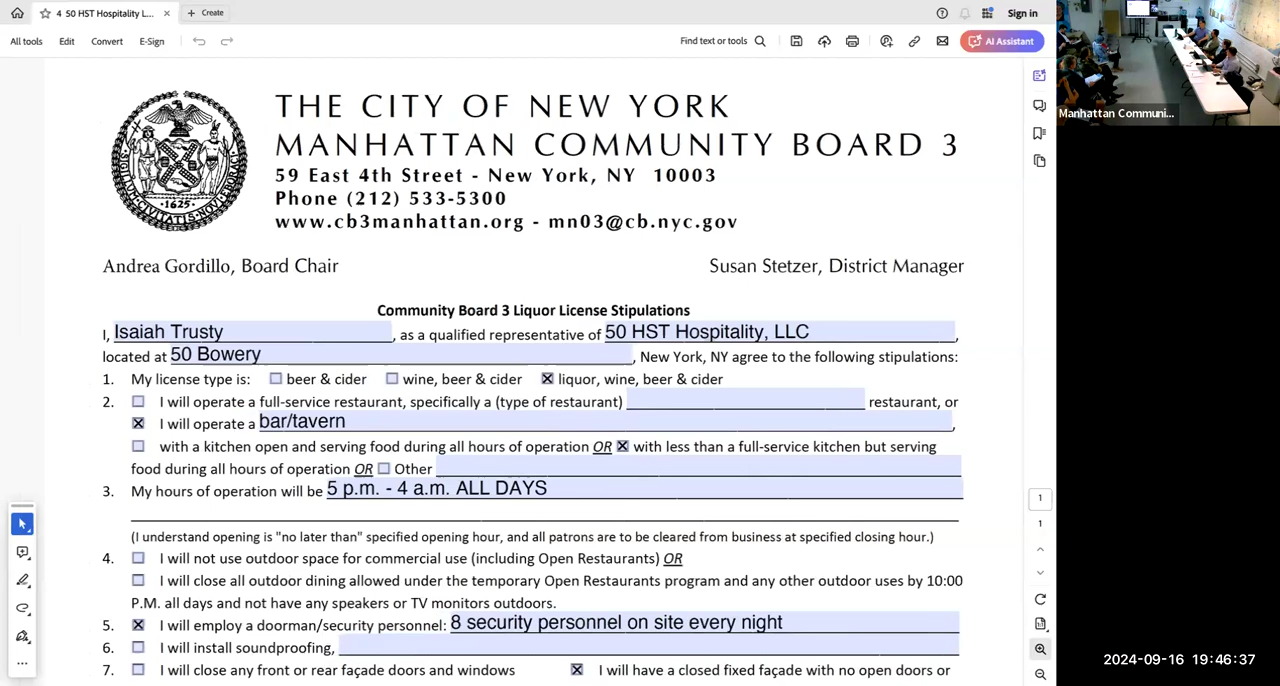 4 50 HST Hospitality L...
Create
Sign in
All tools
Edit
Convert
E-Sign
Find text or tools
AI Assistant
Manhattan Communi...
THE CITY OF NEW YORK
MANHATTAN COMMUNITY BOARD 3
59 East 4th Street - New York, NY 10003
Phone (212) 533-5300
www.cb3manhattan.org - mn03@cb.nyc.gov
1625
Andrea Gordillo, Board Chair
Susan Stetzer, District Manager
Community Board 3 Liquor License Stipulations
I, Isaiah Trusty, as a qualified representative of 50 HST Hospitality, LLC,
located at 50 Bowery, New York, NY agree to the following stipulations:
1. My license type is: beer & cider wine, beer & cider liquor, wine, beer & cider
2. I will operate a full-service restaurant, specifically a (type of restaurant) restaurant, or
I will operate a bar/tavern,
with a kitchen open and serving food during all hours of operation OR with less than a full-service kitchen but serving
food during all hours of operation OR Other
3. My hours of operation will be 5 p.m. - 4 a.m. ALL DAYS
(I understand opening is "no later than" specified opening hour, and all patrons are to be cleared from business at specified closing hour.)
4. I will not use outdoor space for commercial use (including Open Restaurants) OR
I will close all outdoor dining allowed under the temporary Open Restaurants program and any other outdoor uses by 10:00
P.M. all days and not have any speakers or TV monitors outdoors.
5. I will employ a doorman/security personnel: 8 security personnel on site every night
6. I will install soundproofing,
7. I will close any front or rear façade doors and windows I will have a closed fixed façade with no open doors or
1
1
2024-09-16 19:46:37